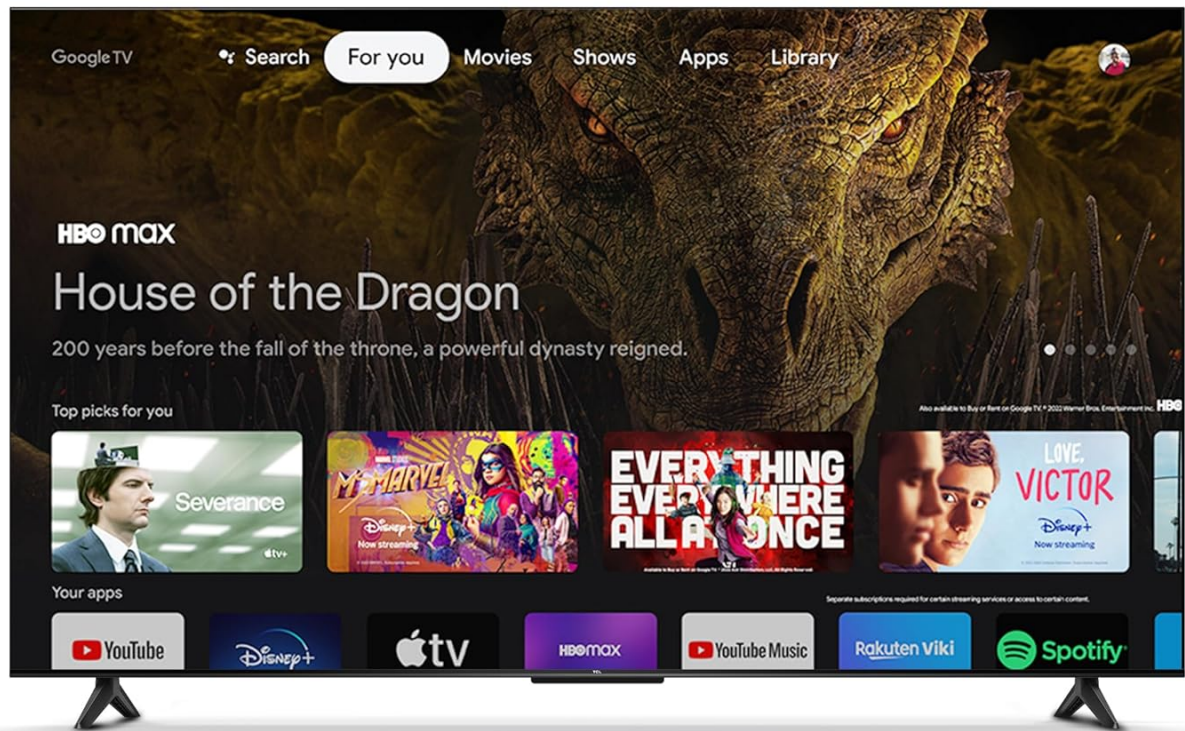 Google TV
Search
For you
Movies
Shows
Apps
Library
HBO max
House of the Dragon
200 years before the fall of the throne, a powerful dynasty reigned.
Top picks for you
Also available to Buy or Rent on Google TV. © 2022 Warner Bros. Entertainment Inc.
HBO
Severance
tv+
MARVEL STUDIOS
MS MARVEL
Disney+
Now streaming
EVERYTHING
EVERYWHERE
ALL AT ONCE
LOVE,
VICTOR
Disney+
Now streaming
Your apps
Separate subscriptions required for certain streaming services or access to certain content.
YouTube
Disney+
tv
HBOmax
YouTube Music
Rakuten Viki
Spotify
TCL